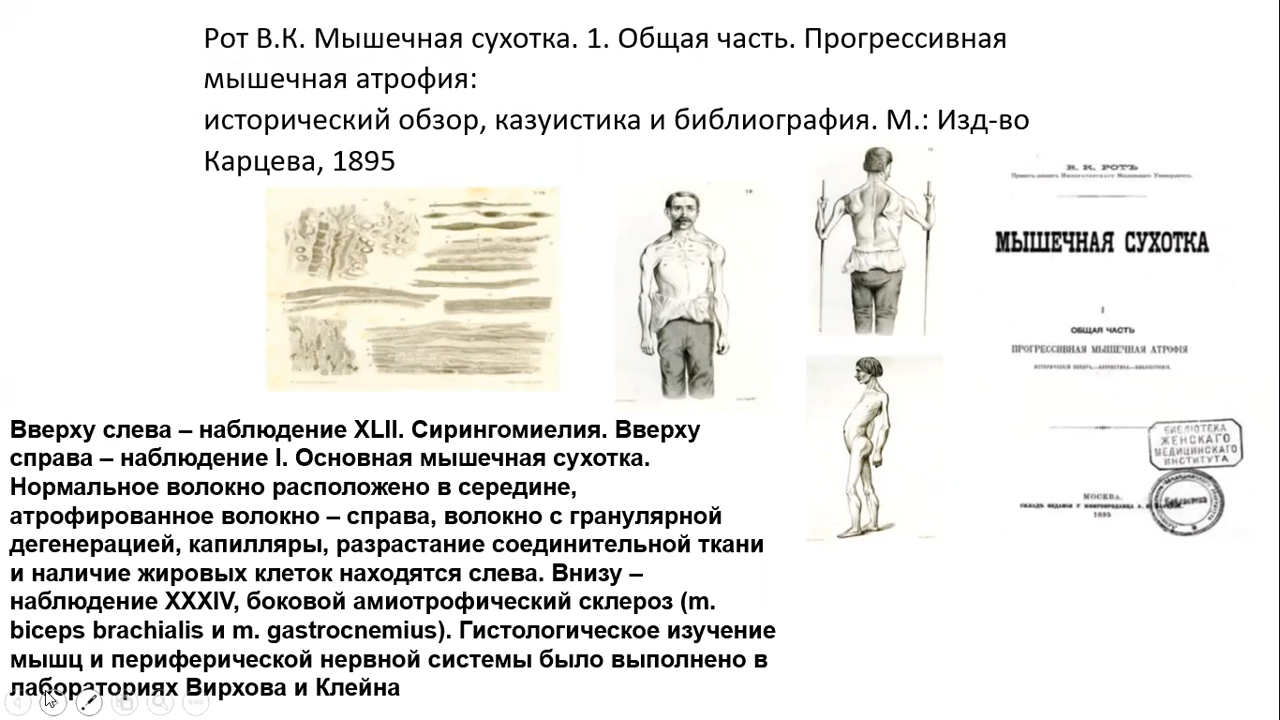 Рот В.К. Мышечная сухотка. 1. Общая часть. Прогрессивная
мышечная атрофия:
исторический обзор, казуистика и библиография. М.: Изд-во
Карцева, 1895
В. К. РОТЪ
МЫШЕЧНАЯ СУХОТКА
I
ОБЩАЯ ЧАСТЬ
ПРОГРЕССИВНАЯ МЫШЕЧНАЯ АТРОФІЯ
БИБЛІОТЕКА
ЖЕНСКАГО
МЕДИЦИНСКАГО
ИНСТИТУТА
МОСКВА.
1895
Вверху слева – наблюдение XLII. Сирингомиелия. Вверху
справа – наблюдение I. Основная мышечная сухотка.
Нормальное волокно расположено в середине,
атрофированное волокно – справа, волокно с гранулярной
дегенерацией, капилляры, разрастание соединительной ткани
и наличие жировых клеток находятся слева. Внизу –
наблюдение XXXIV, боковой амиотрофический склероз (m.
biceps brachialis и m. gastrocnemius). Гистологическое изучение
мышц и периферической нервной системы было выполнено в
лабораториях Вирхова и Клейна